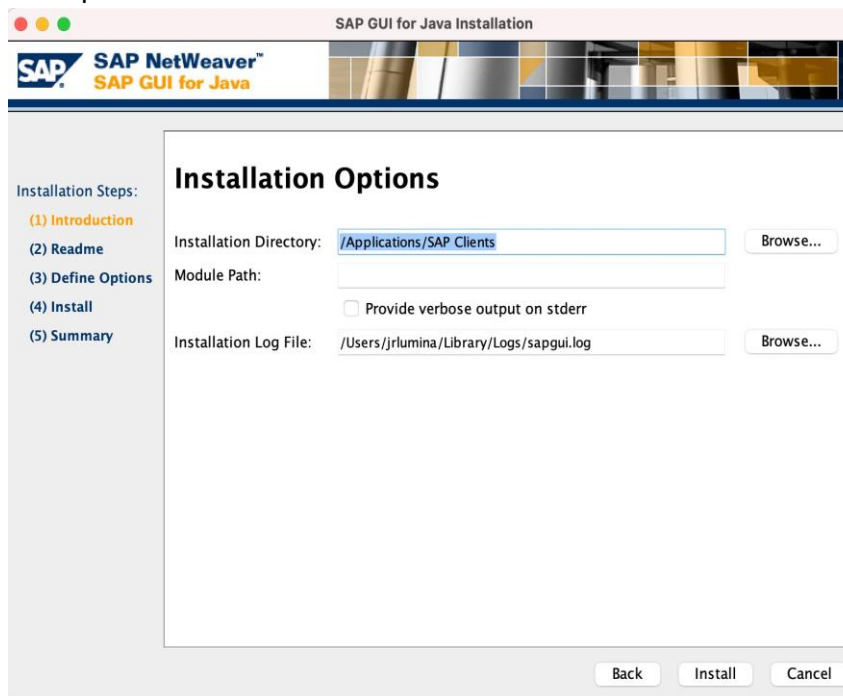 SAP GUI for Java Installation
SAP
SAP NetWeaver™
SAP GUI for Java
Installation Steps:
(1) Introduction
(2) Readme
(3) Define Options
(4) Install
(5) Summary
Installation Options
Installation Directory: /Applications/SAP Clients Browse...
Module Path:
Provide verbose output on stderr
Installation Log File: /Users/jrlumina/Library/Logs/sapgui.log Browse...
Back Install Cancel